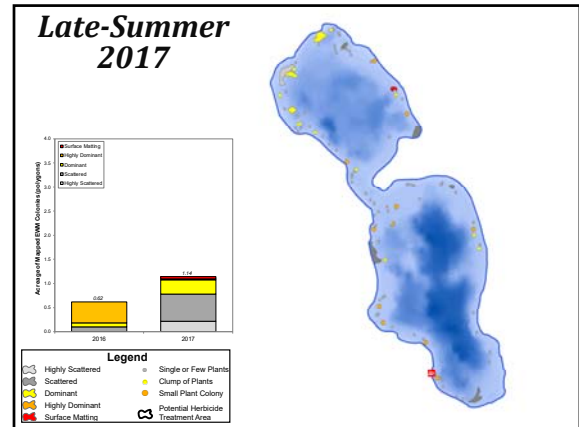 Late-Summer
2017
Acreage of Mapped EWM Colonies (polygons)
4.0
3.5
3.0
2.5
2.0
1.5
1.0
0.5
0.0
Surface Matting
Highly Dominant
Dominant
Scattered
Highly Scattered
0.62
1.14
2016
2017
Legend
Highly Scattered
Scattered
Dominant
Highly Dominant
Surface Matting
Single or Few Plants
Clump of Plants
Small Plant Colony
Potential Herbicide
Treatment Area